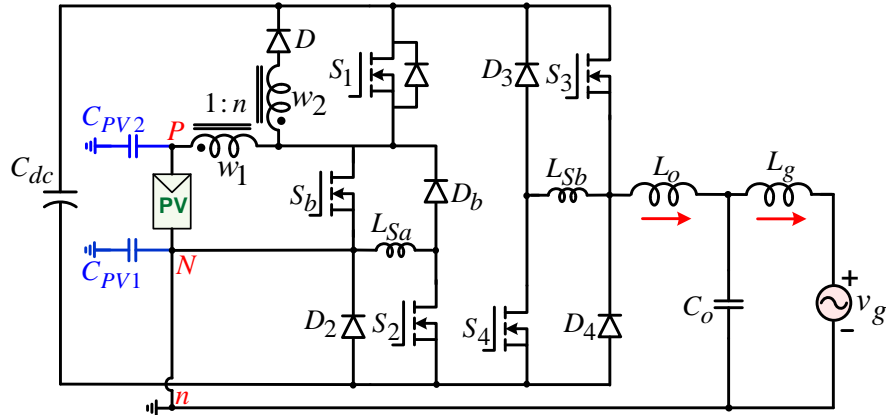 D
S1
D3
S3
1:n
w2
CPV2
P
w1
Cdc
PV
Sb
Db
LSb
Lo
Lg
LSa
N
CPV1
D2
S2
S4
D4
Co
+
vg
-
n